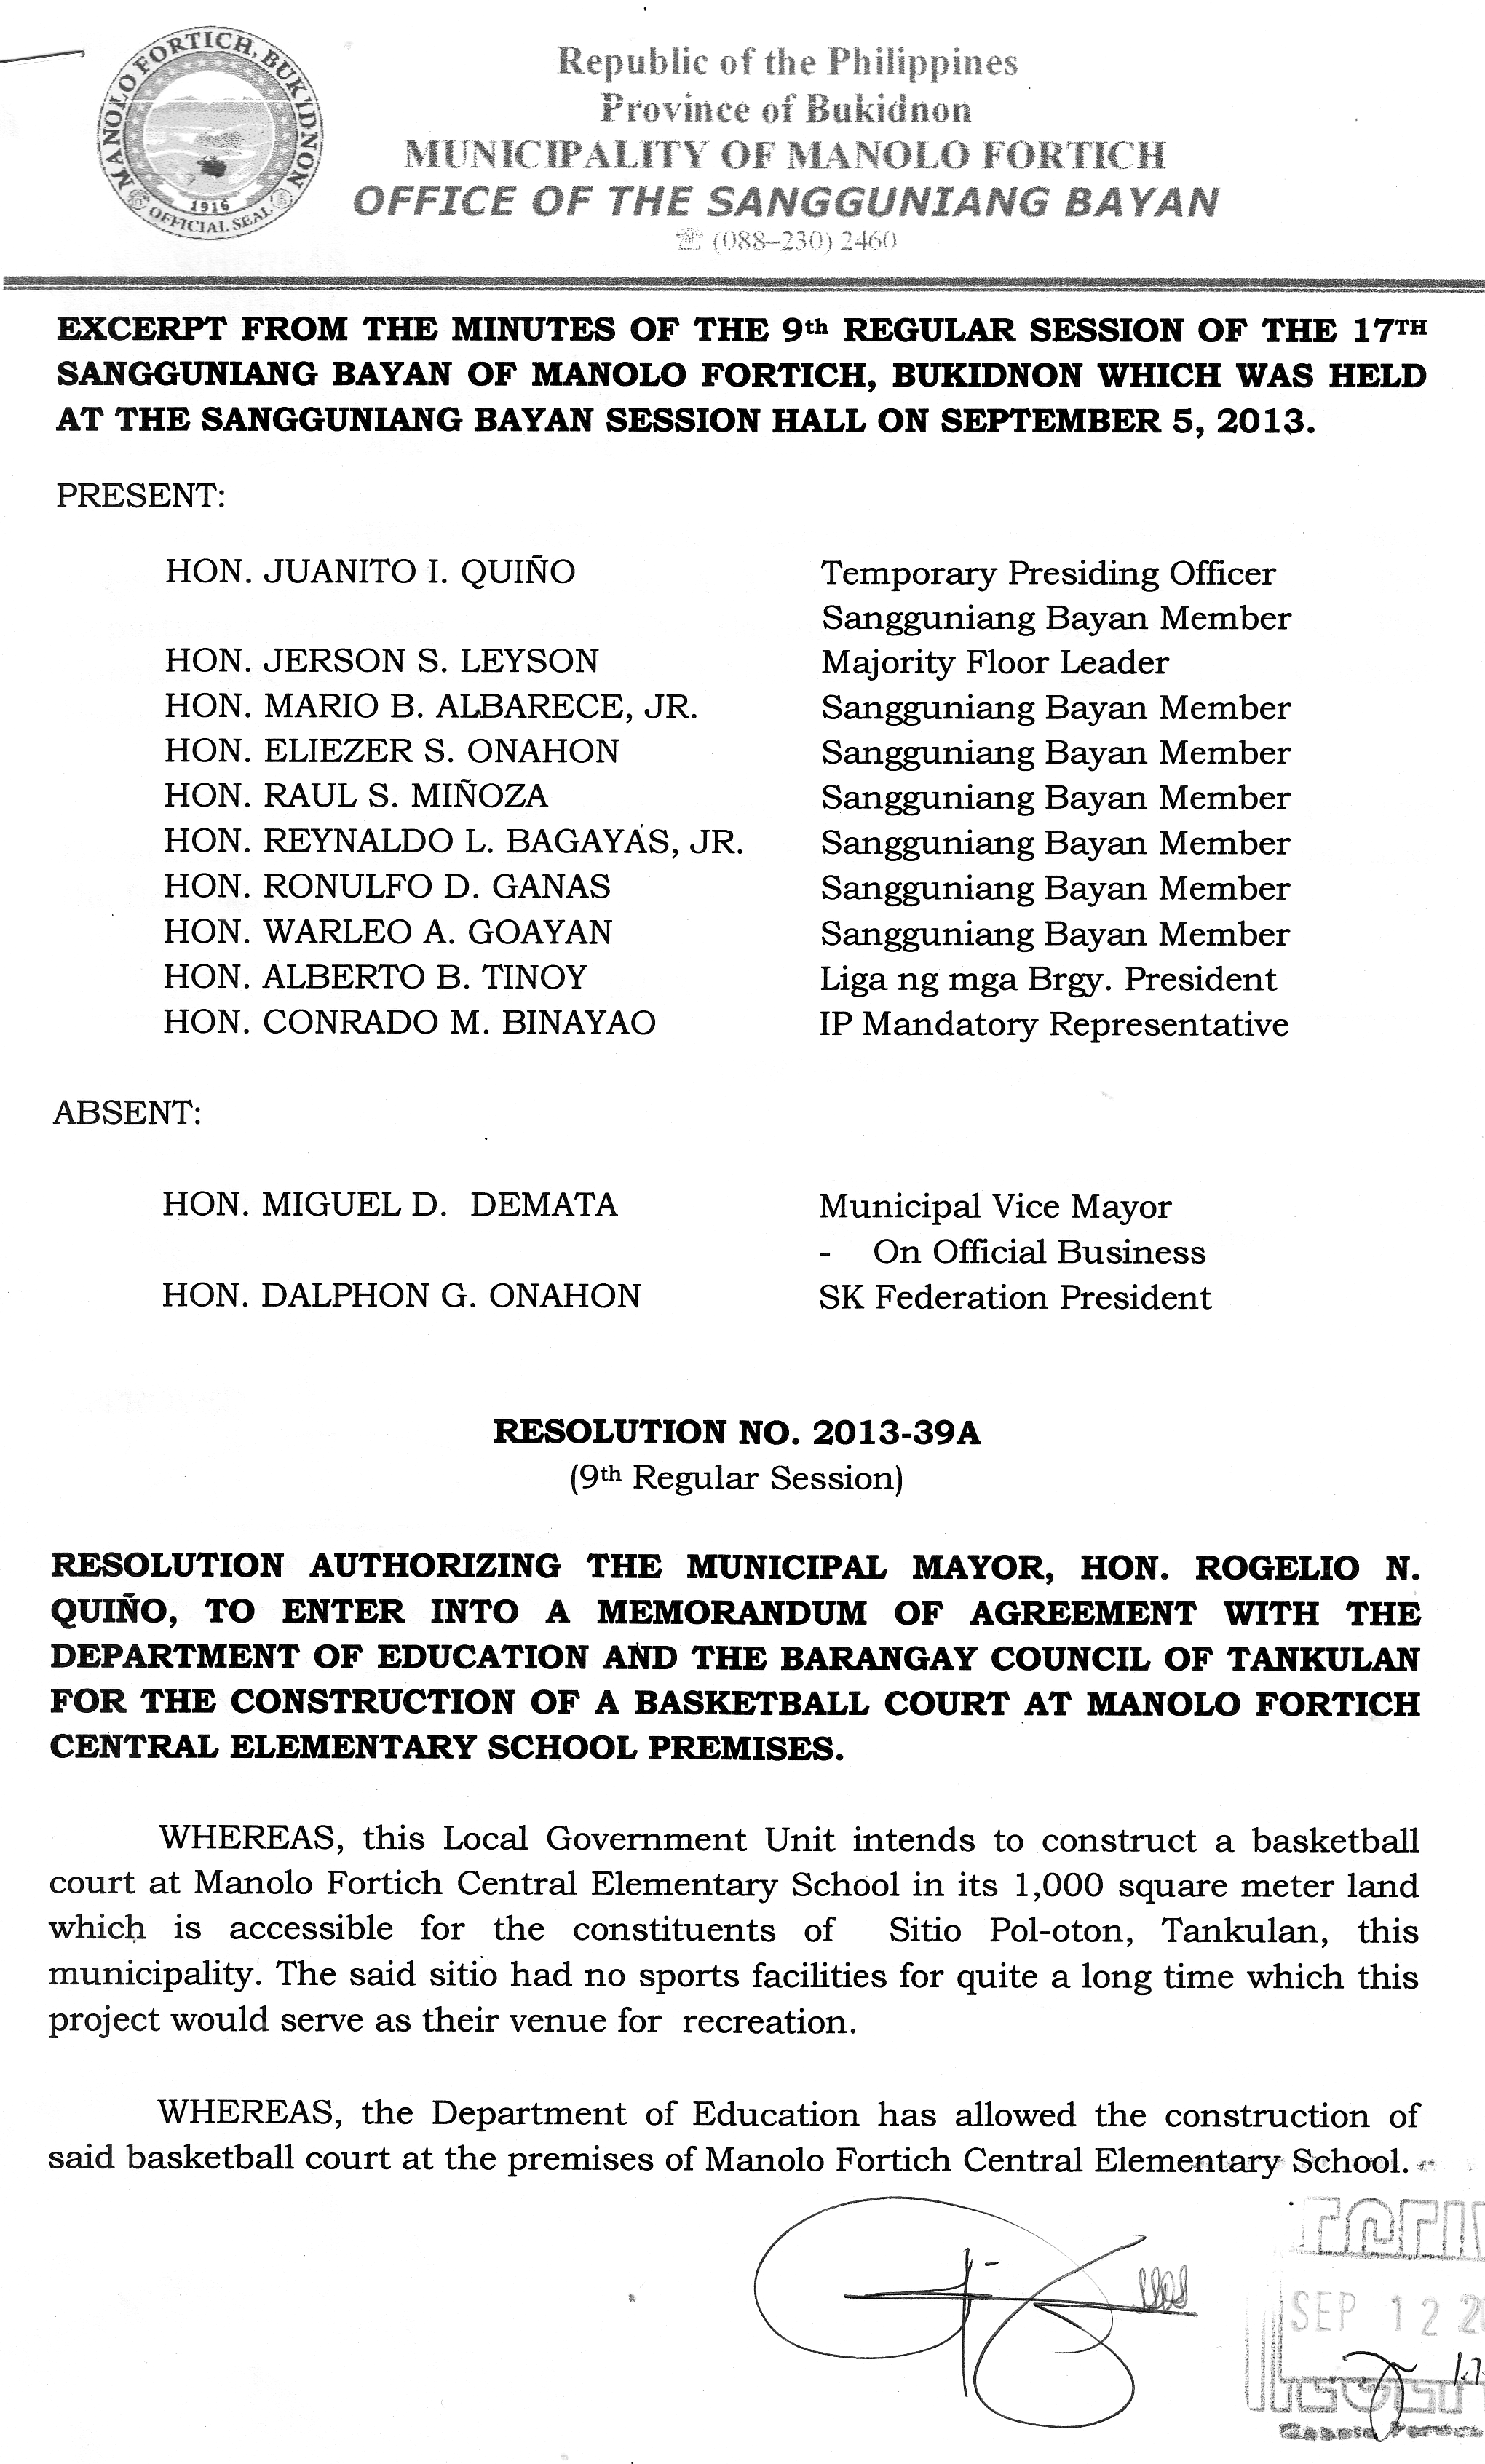 MANOLO FORTICH, BUKIDNON
1916
OFFICIAL SEAL
Republic of the Philippines
Province of Bukidnon
MUNICIPALITY OF MANOLO FORTICH
OFFICE OF THE SANGGUNIANG BAYAN
☏ (088–230) 2460
EXCERPT FROM THE MINUTES OF THE 9th REGULAR SESSION OF THE 17TH
SANGGUNIANG BAYAN OF MANOLO FORTICH, BUKIDNON WHICH WAS HELD
AT THE SANGGUNIANG BAYAN SESSION HALL ON SEPTEMBER 5, 2013.
PRESENT:
HON. JUANITO I. QUIÑO Temporary Presiding Officer
Sangguniang Bayan Member
HON. JERSON S. LEYSON Majority Floor Leader
HON. MARIO B. ALBARECE, JR. Sangguniang Bayan Member
HON. ELIEZER S. ONAHON Sangguniang Bayan Member
HON. RAUL S. MIÑOZA Sangguniang Bayan Member
HON. REYNALDO L. BAGAYAS, JR. Sangguniang Bayan Member
HON. RONULFO D. GANAS Sangguniang Bayan Member
HON. WARLEO A. GOAYAN Sangguniang Bayan Member
HON. ALBERTO B. TINOY Liga ng mga Brgy. President
HON. CONRADO M. BINAYAO IP Mandatory Representative
ABSENT:
HON. MIGUEL D. DEMATA Municipal Vice Mayor
- On Official Business
HON. DALPHON G. ONAHON SK Federation President
RESOLUTION NO. 2013-39A
(9th Regular Session)
RESOLUTION AUTHORIZING THE MUNICIPAL MAYOR, HON. ROGELIO N.
QUIÑO, TO ENTER INTO A MEMORANDUM OF AGREEMENT WITH THE
DEPARTMENT OF EDUCATION AND THE BARANGAY COUNCIL OF TANKULAN
FOR THE CONSTRUCTION OF A BASKETBALL COURT AT MANOLO FORTICH
CENTRAL ELEMENTARY SCHOOL PREMISES.
WHEREAS, this Local Government Unit intends to construct a basketball
court at Manolo Fortich Central Elementary School in its 1,000 square meter land
which is accessible for the constituents of Sitio Pol-oton, Tankulan, this
municipality. The said sitio had no sports facilities for quite a long time which this
project would serve as their venue for recreation.
WHEREAS, the Department of Education has allowed the construction of
said basketball court at the premises of Manolo Fortich Central Elementary School.
SEP 12